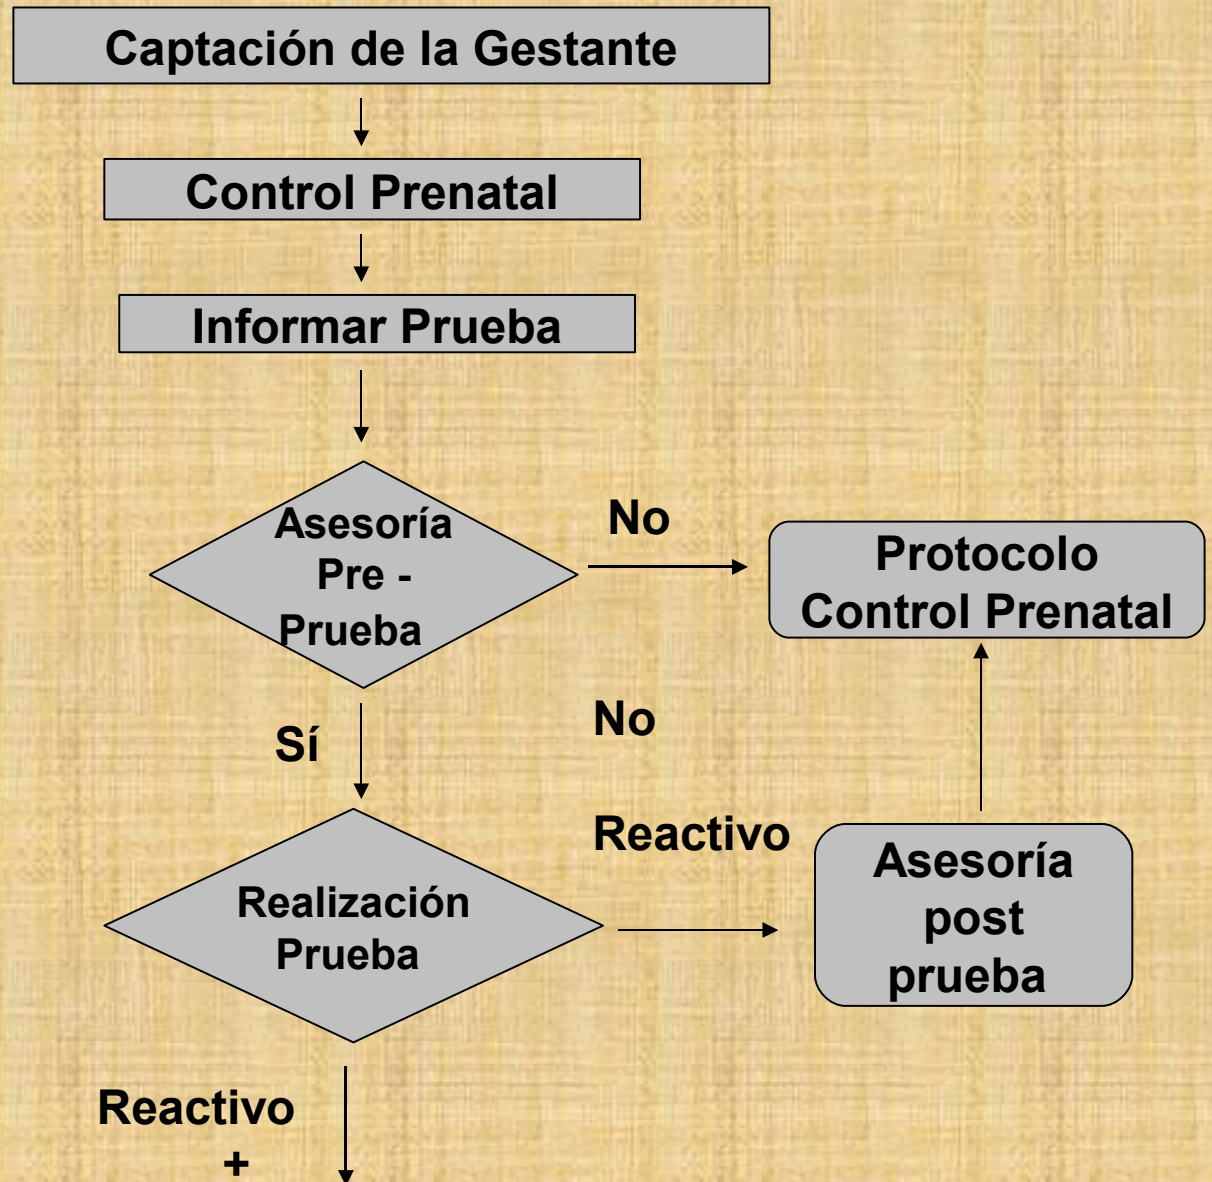 Captación de la Gestante
Control Prenatal
Informar Prueba
Asesoría
Pre -
Prueba
No
Protocolo
Control Prenatal
Sí
No
Reactivo
Realización
Prueba
Asesoría
post
prueba
Reactivo
+